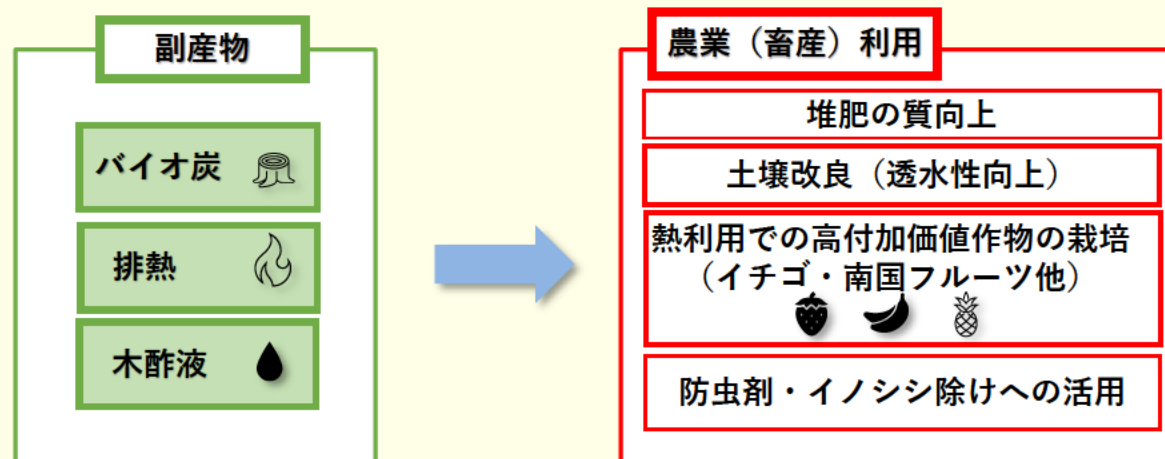 副産物
バイオ炭
排熱
木酢液
農業（畜産）利用
堆肥の質向上
土壌改良（透水性向上）
熱利用での高付加価値作物の栽培
（イチゴ・南国フルーツ他）
防虫剤・イノシシ除けへの活用